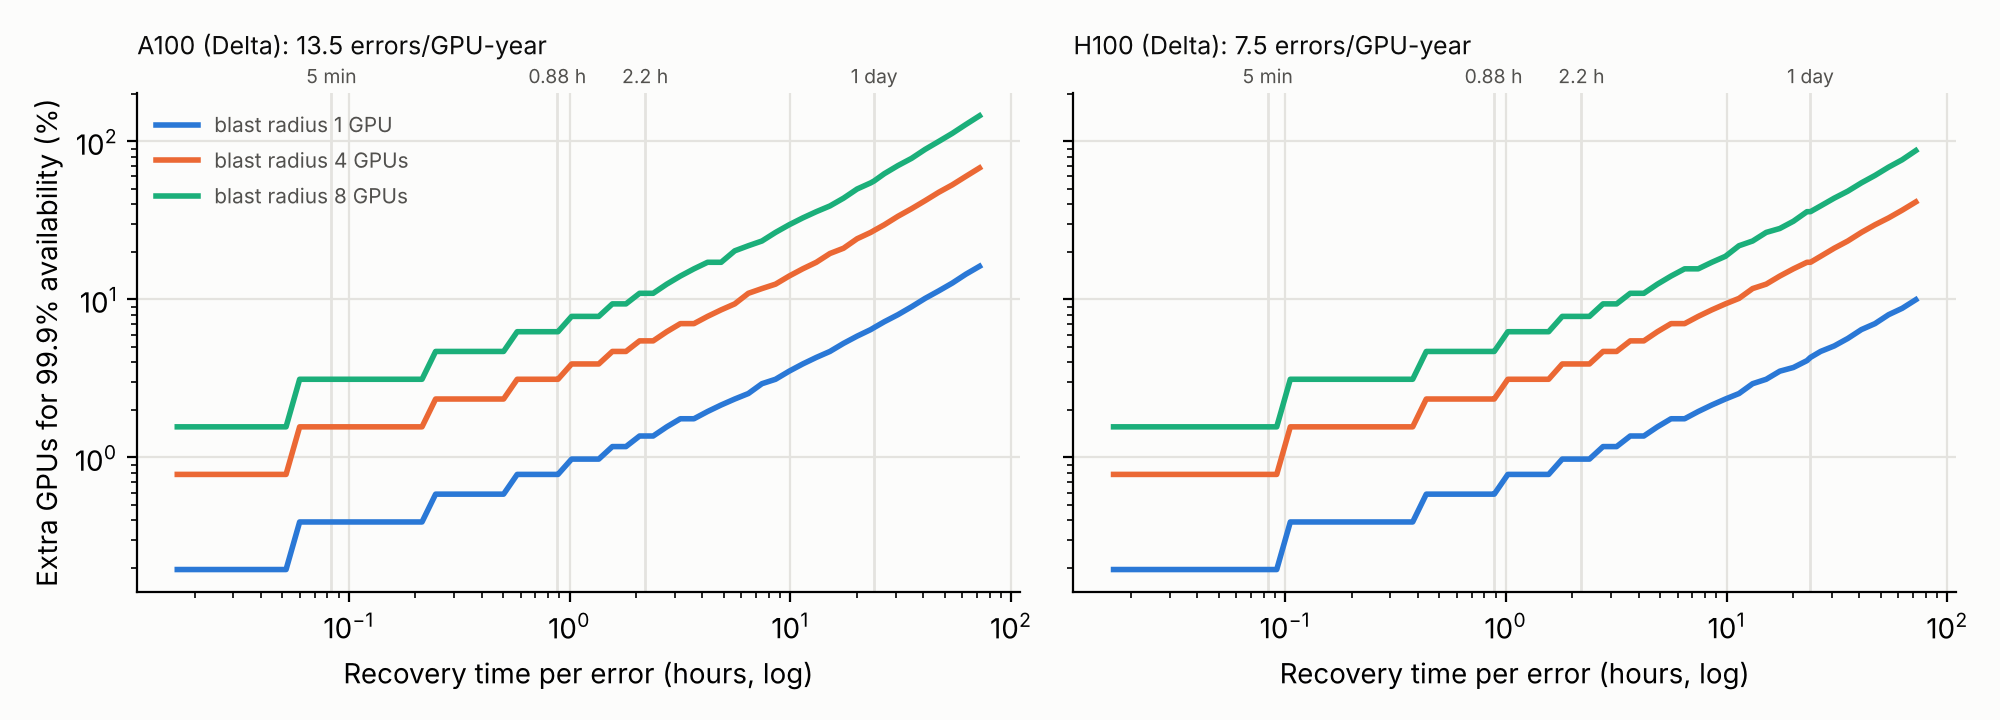 A100 (Delta): 13.5 errors/GPU-year
5 min 0.88 h 2.2 h 1 day
blast radius 1 GPU
blast radius 4 GPUs
blast radius 8 GPUs
Extra GPUs for 99.9% availability (%)
10²
10¹
10⁰
10⁻¹ 10⁰ 10¹ 10²
Recovery time per error (hours, log)
H100 (Delta): 7.5 errors/GPU-year
5 min 0.88 h 2.2 h 1 day
10⁻¹ 10⁰ 10¹ 10²
Recovery time per error (hours, log)